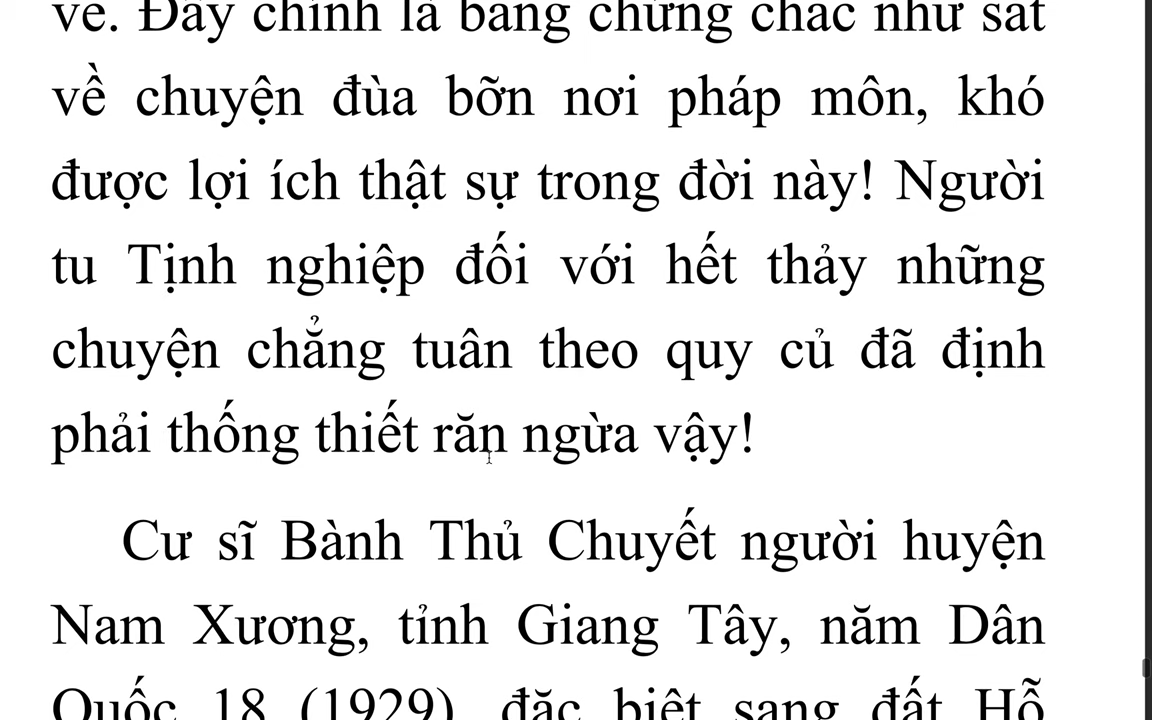 về. Đây chính là bằng chứng chắc như sắt
về chuyện đùa bỡn nơi pháp môn, khó
được lợi ích thật sự trong đời này! Người
tu Tịnh nghiệp đối với hết thảy những
chuyện chẳng tuân theo quy củ đã định
phải thống thiết răn ngừa vậy!
Cư sĩ Bành Thủ Chuyết người huyện
Nam Xương, tỉnh Giang Tây, năm Dân
Quốc 18 (1929), đặc biệt sang đất Hỗ